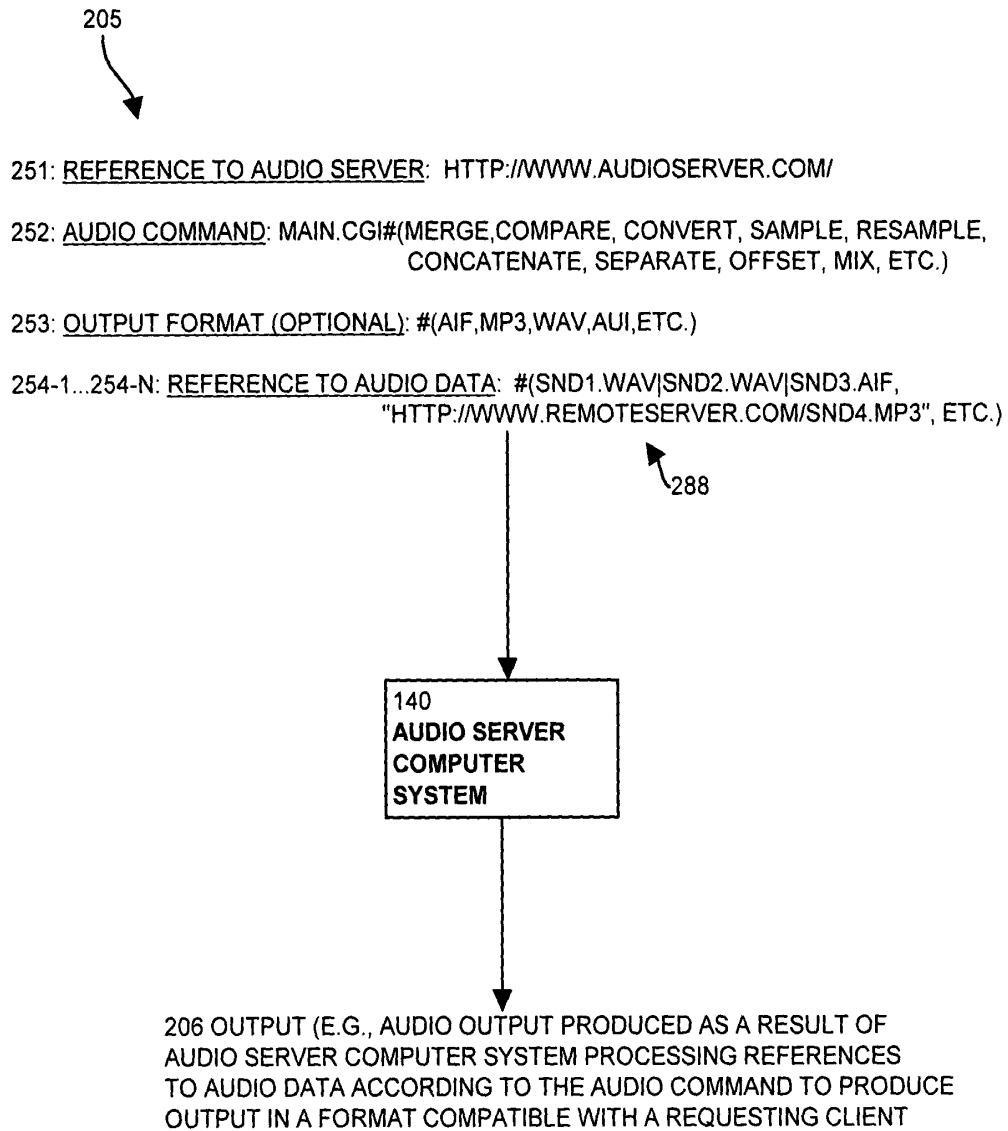 205
251: REFERENCE TO AUDIO SERVER: HTTP://WWW.AUDIOSERVER.COM/
252: AUDIO COMMAND: MAIN.CGI#(MERGE,COMPARE, CONVERT, SAMPLE, RESAMPLE,
CONCATENATE, SEPARATE, OFFSET, MIX, ETC.)
253: OUTPUT FORMAT (OPTIONAL): #(AIF,MP3,WAV,AUI,ETC.)
254-1...254-N: REFERENCE TO AUDIO DATA: #(SND1.WAV|SND2.WAV|SND3.AIF,
"HTTP://WWW.REMOTESERVER.COM/SND4.MP3", ETC.)
288
140
AUDIO SERVER
COMPUTER
SYSTEM
206 OUTPUT (E.G., AUDIO OUTPUT PRODUCED AS A RESULT OF
AUDIO SERVER COMPUTER SYSTEM PROCESSING REFERENCES
TO AUDIO DATA ACCORDING TO THE AUDIO COMMAND TO PRODUCE
OUTPUT IN A FORMAT COMPATIBLE WITH A REQUESTING CLIENT